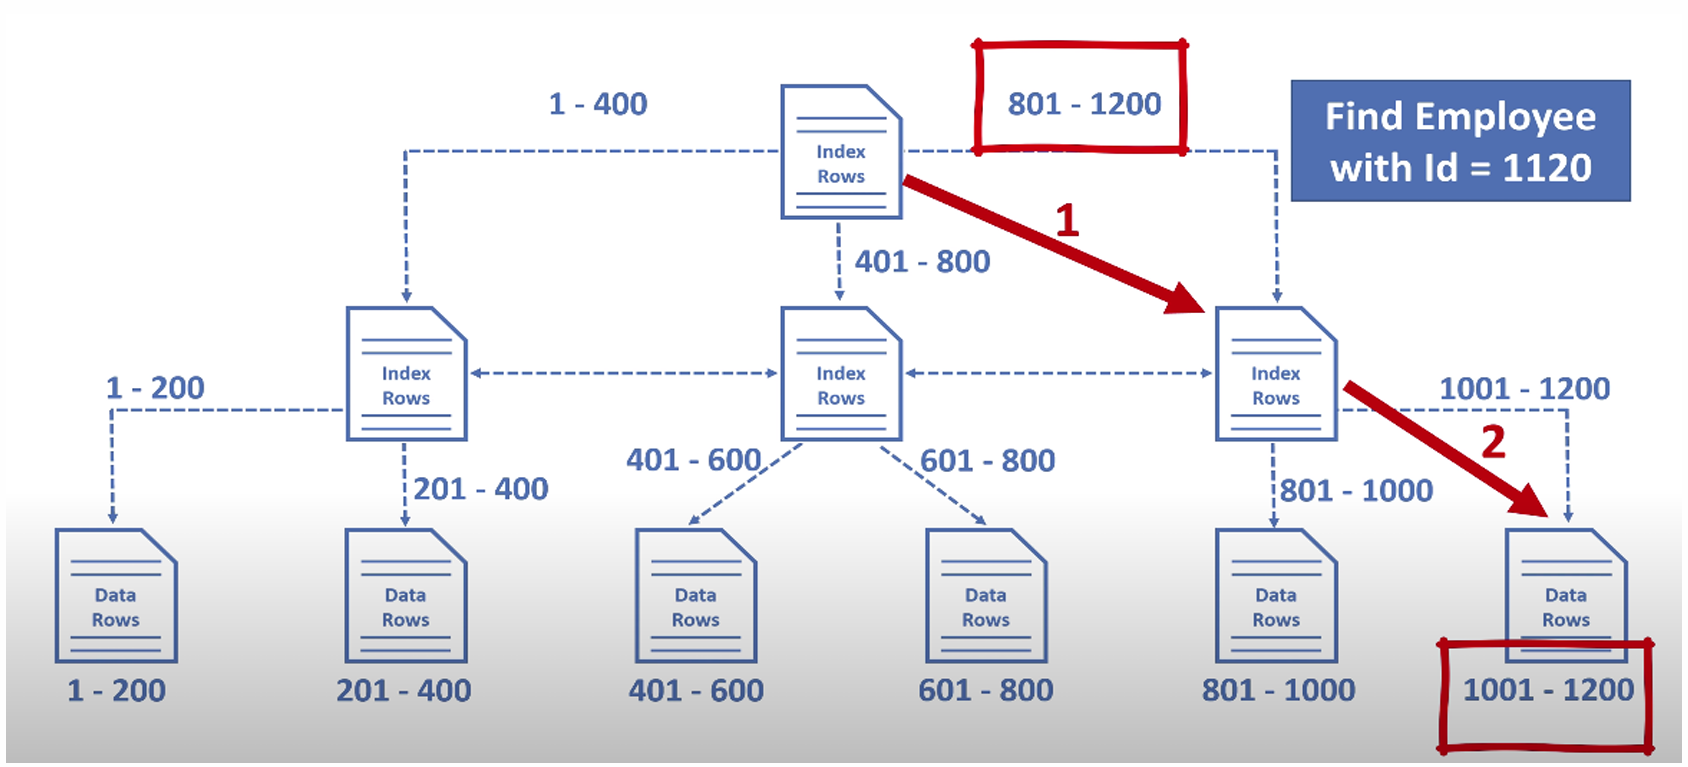 1 - 400
801 - 1200
Find Employee
with Id = 1120
Index
Rows
1
401 - 800
Index
Rows
Index
Rows
Index
Rows
1 - 200
1001 - 1200
2
401 - 600
601 - 800
201 - 400
801 - 1000
Data
Rows
Data
Rows
Data
Rows
Data
Rows
Data
Rows
Data
Rows
1 - 200
201 - 400
401 - 600
601 - 800
801 - 1000
1001 - 1200